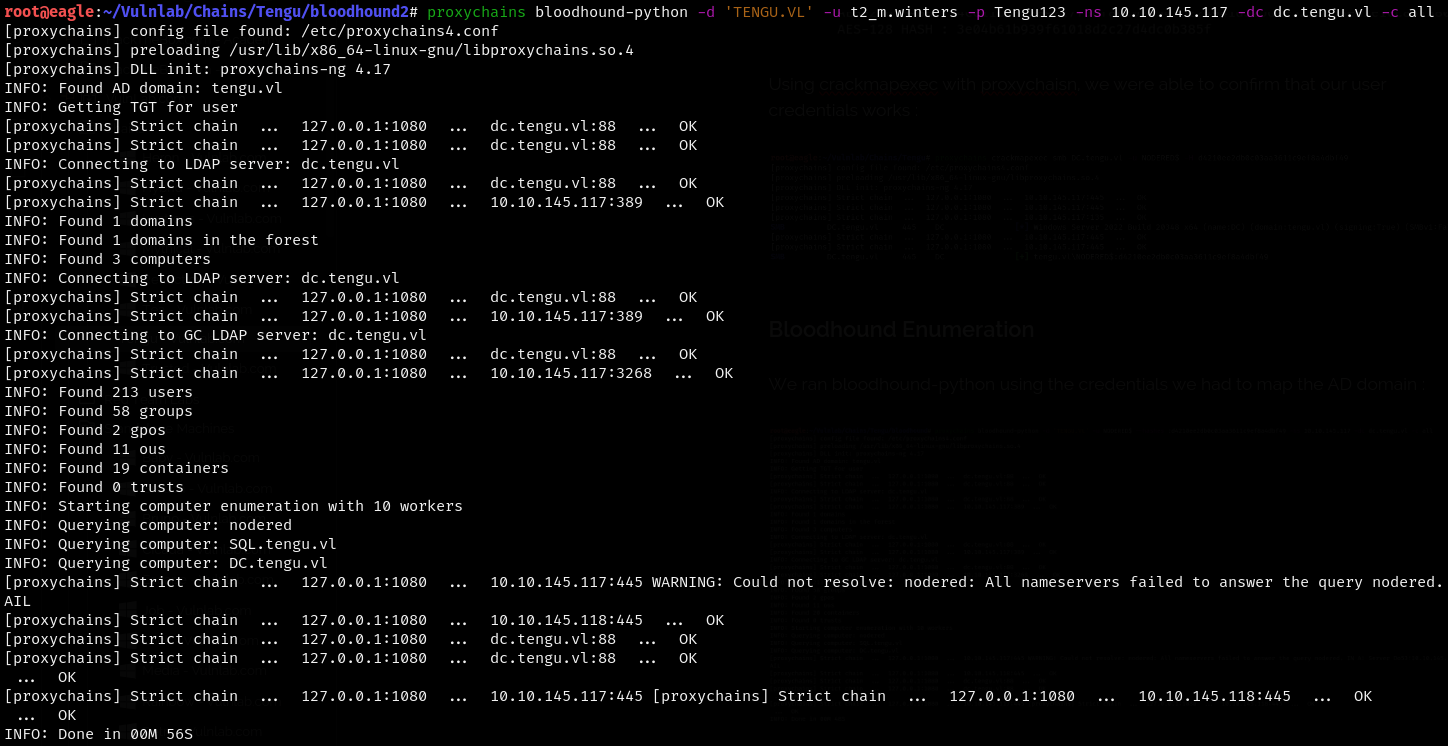 root@eagle:~/Vulnlab/Chains/Tengu/bloodhound2# proxychains bloodhound-python -d 'TENGU.VL' -u t2_m.winters -p Tengu123 -ns 10.10.145.117 -dc dc.tengu.vl -c all
[proxychains] config file found: /etc/proxychains4.conf
[proxychains] preloading /usr/lib/x86_64-linux-gnu/libproxychains.so.4
[proxychains] DLL init: proxychains-ng 4.17
INFO: Found AD domain: tengu.vl
INFO: Getting TGT for user
[proxychains] Strict chain ... 127.0.0.1:1080 ... dc.tengu.vl:88 ... OK
[proxychains] Strict chain ... 127.0.0.1:1080 ... dc.tengu.vl:88 ... OK
INFO: Connecting to LDAP server: dc.tengu.vl
[proxychains] Strict chain ... 127.0.0.1:1080 ... dc.tengu.vl:88 ... OK
[proxychains] Strict chain ... 127.0.0.1:1080 ... 10.10.145.117:389 ... OK
INFO: Found 1 domains
INFO: Found 1 domains in the forest
INFO: Found 3 computers
INFO: Connecting to LDAP server: dc.tengu.vl
[proxychains] Strict chain ... 127.0.0.1:1080 ... dc.tengu.vl:88 ... OK
[proxychains] Strict chain ... 127.0.0.1:1080 ... 10.10.145.117:389 ... OK
INFO: Connecting to GC LDAP server: dc.tengu.vl
[proxychains] Strict chain ... 127.0.0.1:1080 ... dc.tengu.vl:88 ... OK
[proxychains] Strict chain ... 127.0.0.1:1080 ... 10.10.145.117:3268 ... OK
INFO: Found 213 users
INFO: Found 58 groups
INFO: Found 2 gpos
INFO: Found 11 ous
INFO: Found 19 containers
INFO: Found 0 trusts
INFO: Starting computer enumeration with 10 workers
INFO: Querying computer: nodered
INFO: Querying computer: SQL.tengu.vl
INFO: Querying computer: DC.tengu.vl
[proxychains] Strict chain ... 127.0.0.1:1080 ... 10.10.145.117:445 WARNING: Could not resolve: nodered: All nameservers failed to answer the query nodered.
AIL
[proxychains] Strict chain ... 127.0.0.1:1080 ... 10.10.145.118:445 ... OK
[proxychains] Strict chain ... 127.0.0.1:1080 ... dc.tengu.vl:88 ... OK
[proxychains] Strict chain ... 127.0.0.1:1080 ... dc.tengu.vl:88 ... OK
... OK
[proxychains] Strict chain ... 127.0.0.1:1080 ... 10.10.145.117:445 [proxychains] Strict chain ... 127.0.0.1:1080 ... 10.10.145.118:445 ... OK
... OK
INFO: Done in 00M 56S
Using crackmapexec with proxychaisn, we were able to confirm that our user
credentials works
Bloodhound Enumeration
We ran bloodhound-python using the credentials we had to map the AD domain